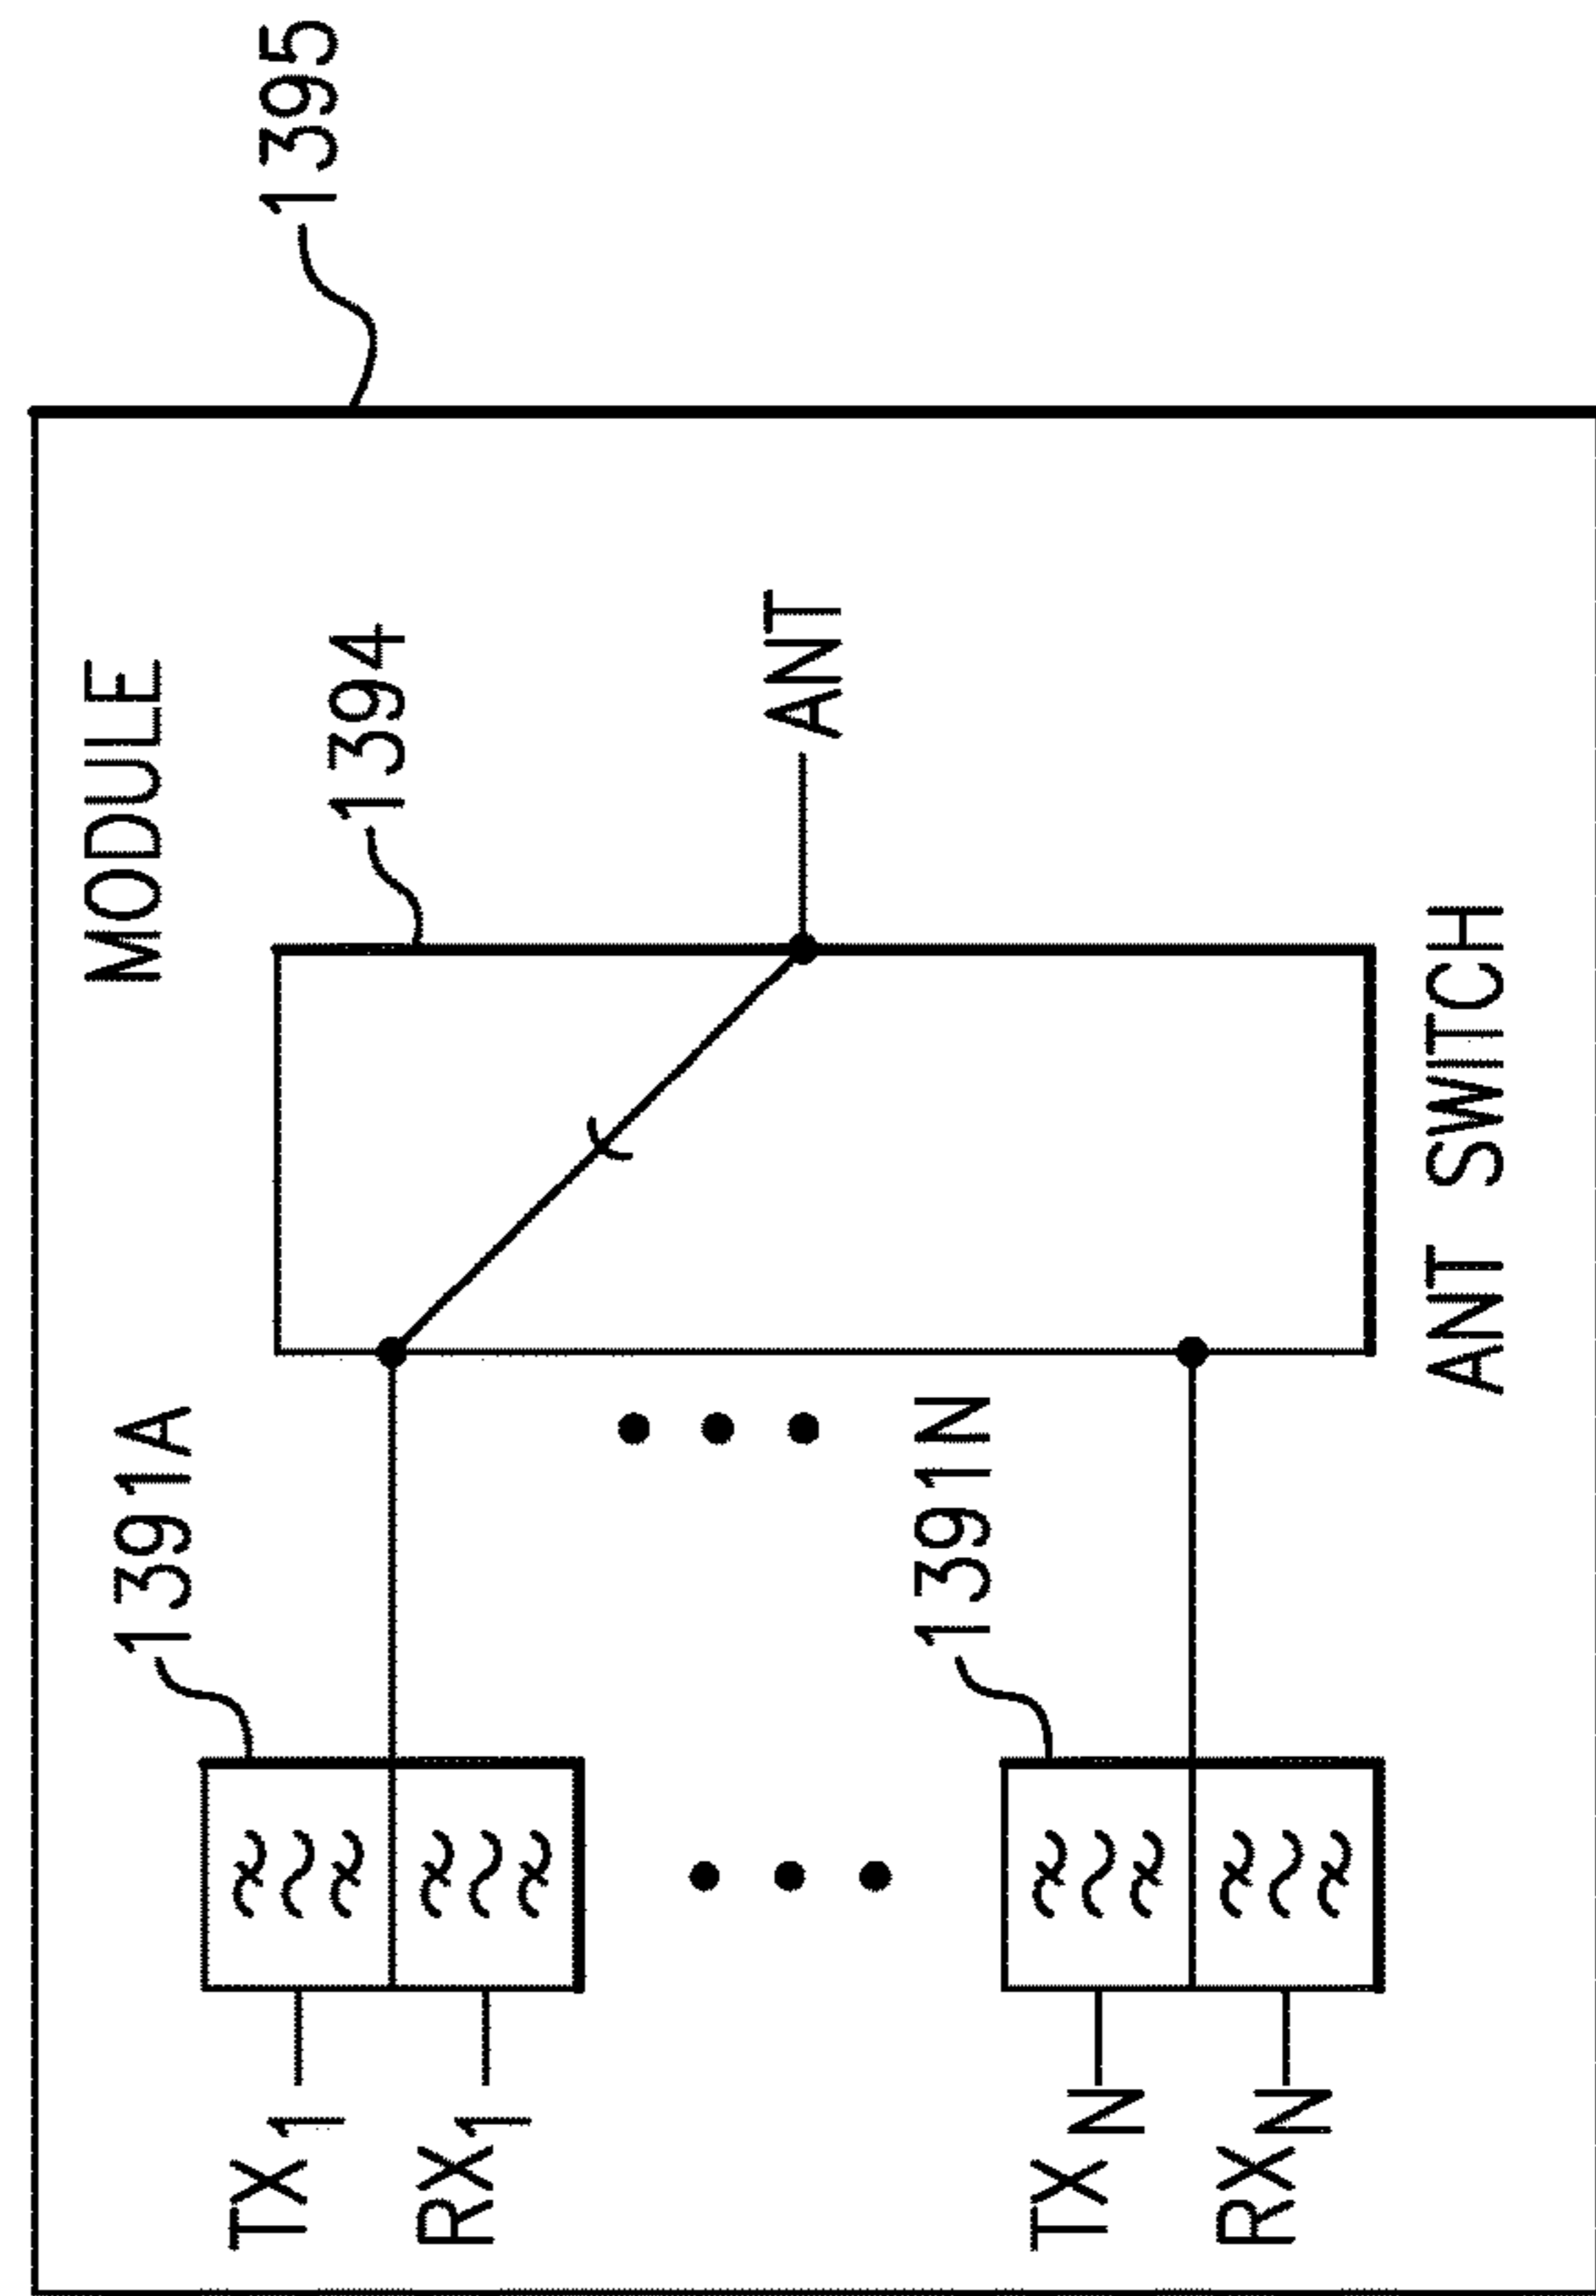 1395
MODULE
1394
ANT
1391A
TX1
RX1
1391N
TXN
RXN
ANT SWITCH